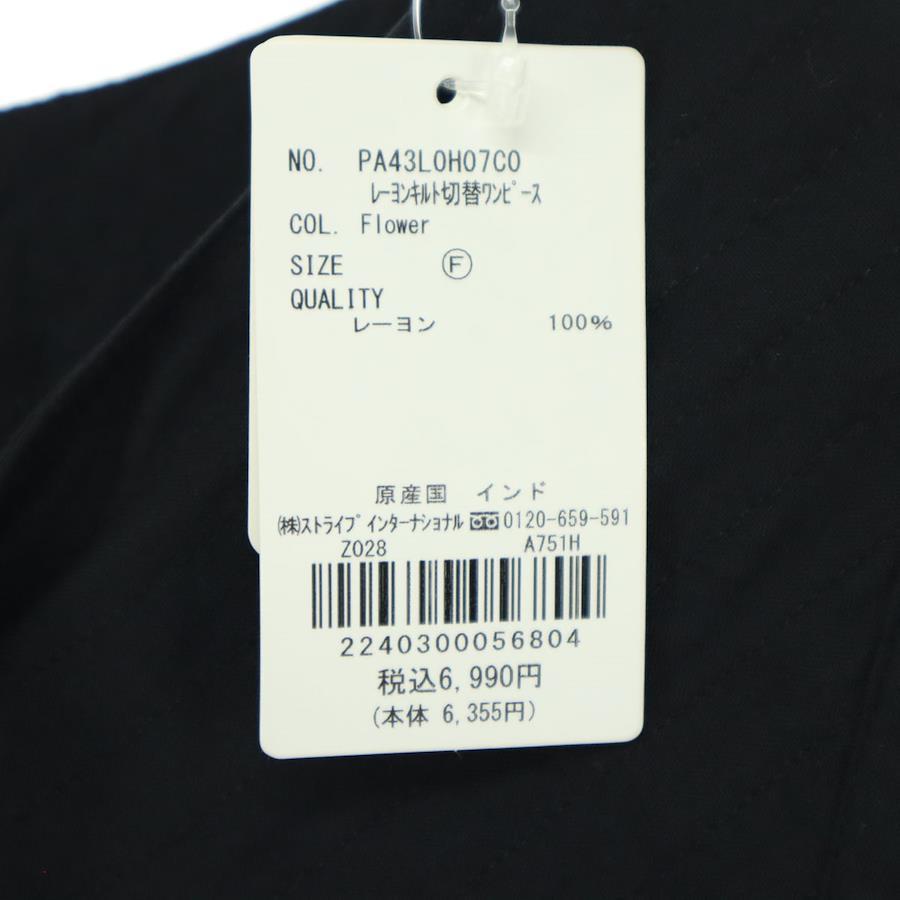 NO. PA43L0H07C0
ﾚｰﾖﾝｷﾙﾄ切替ﾜﾝﾋﾟｰｽ
COL. Flower
SIZE Ⓕ
QUALITY
レーヨン 100%
原産国 インド
(株)ｽﾄﾗｲﾌﾟｲﾝﾀｰﾅｼｮﾅﾙ 0120-659-591
Z028 A751H
2240300056804
税込6,990円
(本体 6,355円)